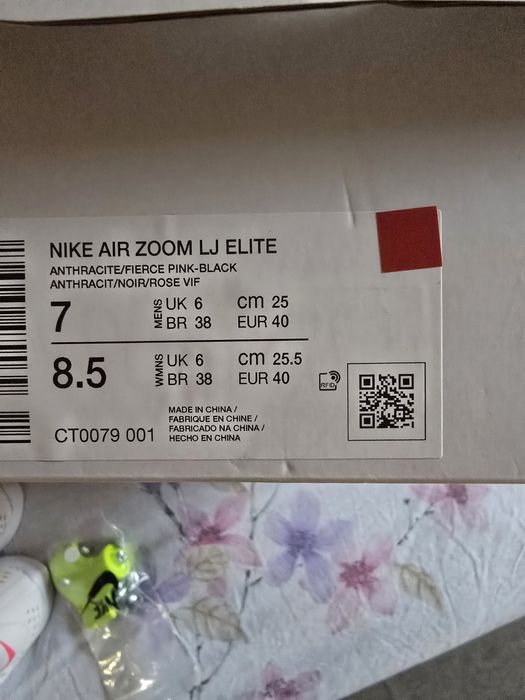 NIKE AIR ZOOM LJ ELITE
ANTHRACITE/FIERCE PINK-BLACK
ANTHRACIT/NOIR/ROSE VIF
7 MENS UK 6 cm 25
BR 38 EUR 40
8.5 WMNS UK 6 cm 25.5
BR 38 EUR 40
RFID
CT0079 001
MADE IN CHINA /
FABRIQUE EN CHINE /
FABRICADO NA CHINA /
HECHO EN CHINA
NIKE